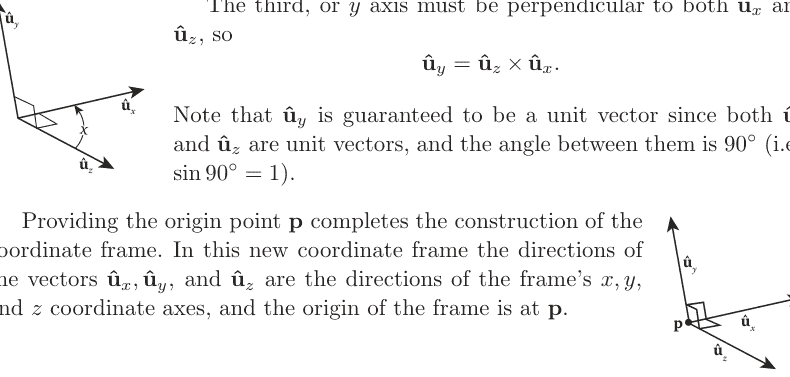 The third, or y axis must be perpendicular to both û_x
û_z, so
û_y = û_z × û_x.
Note that û_y is guaranteed to be a unit vector since both
and û_z are unit vectors, and the angle between them is 90° (i.e
sin 90° = 1).
Providing the origin point p completes the construction of the
coordinate frame. In this new coordinate frame the directions of
vectors û_x, û_y, and û_z are the directions of the frame's x, y,
z coordinate axes, and the origin of the frame is at p.
û_y
û_x
x
û_z
û_y
p
û_x
û_z